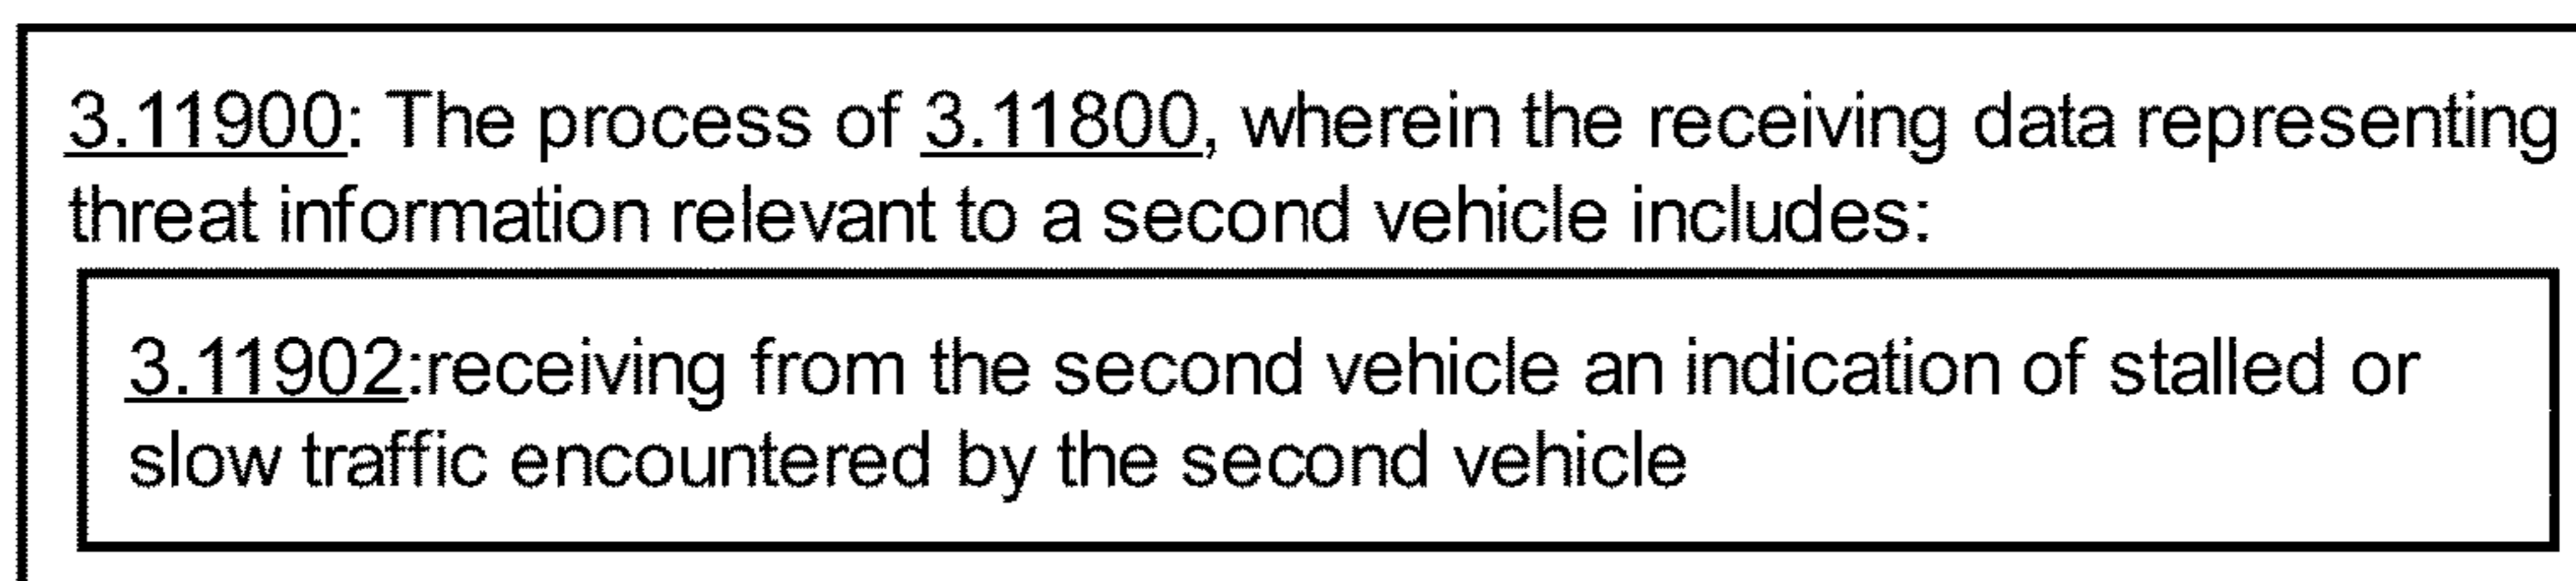 3.11900: The process of 3.11800, wherein the receiving data representing
threat information relevant to a second vehicle includes:
3.11902:receiving from the second vehicle an indication of stalled or
slow traffic encountered by the second vehicle